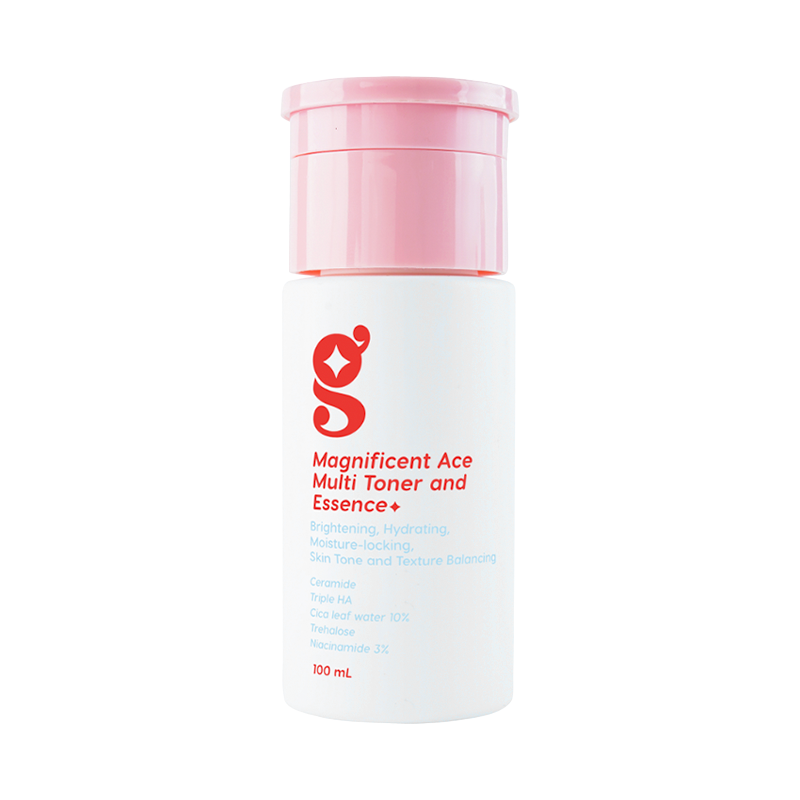 g
Magnificent Ace
Multi Toner and
Essence
Brightening, Hydrating,
Moisture-locking,
Skin Tone and Texture Balancing
Ceramide
Triple HA
Cica leaf water 10%
Trehalose
Niacinamide 3%
100 mL